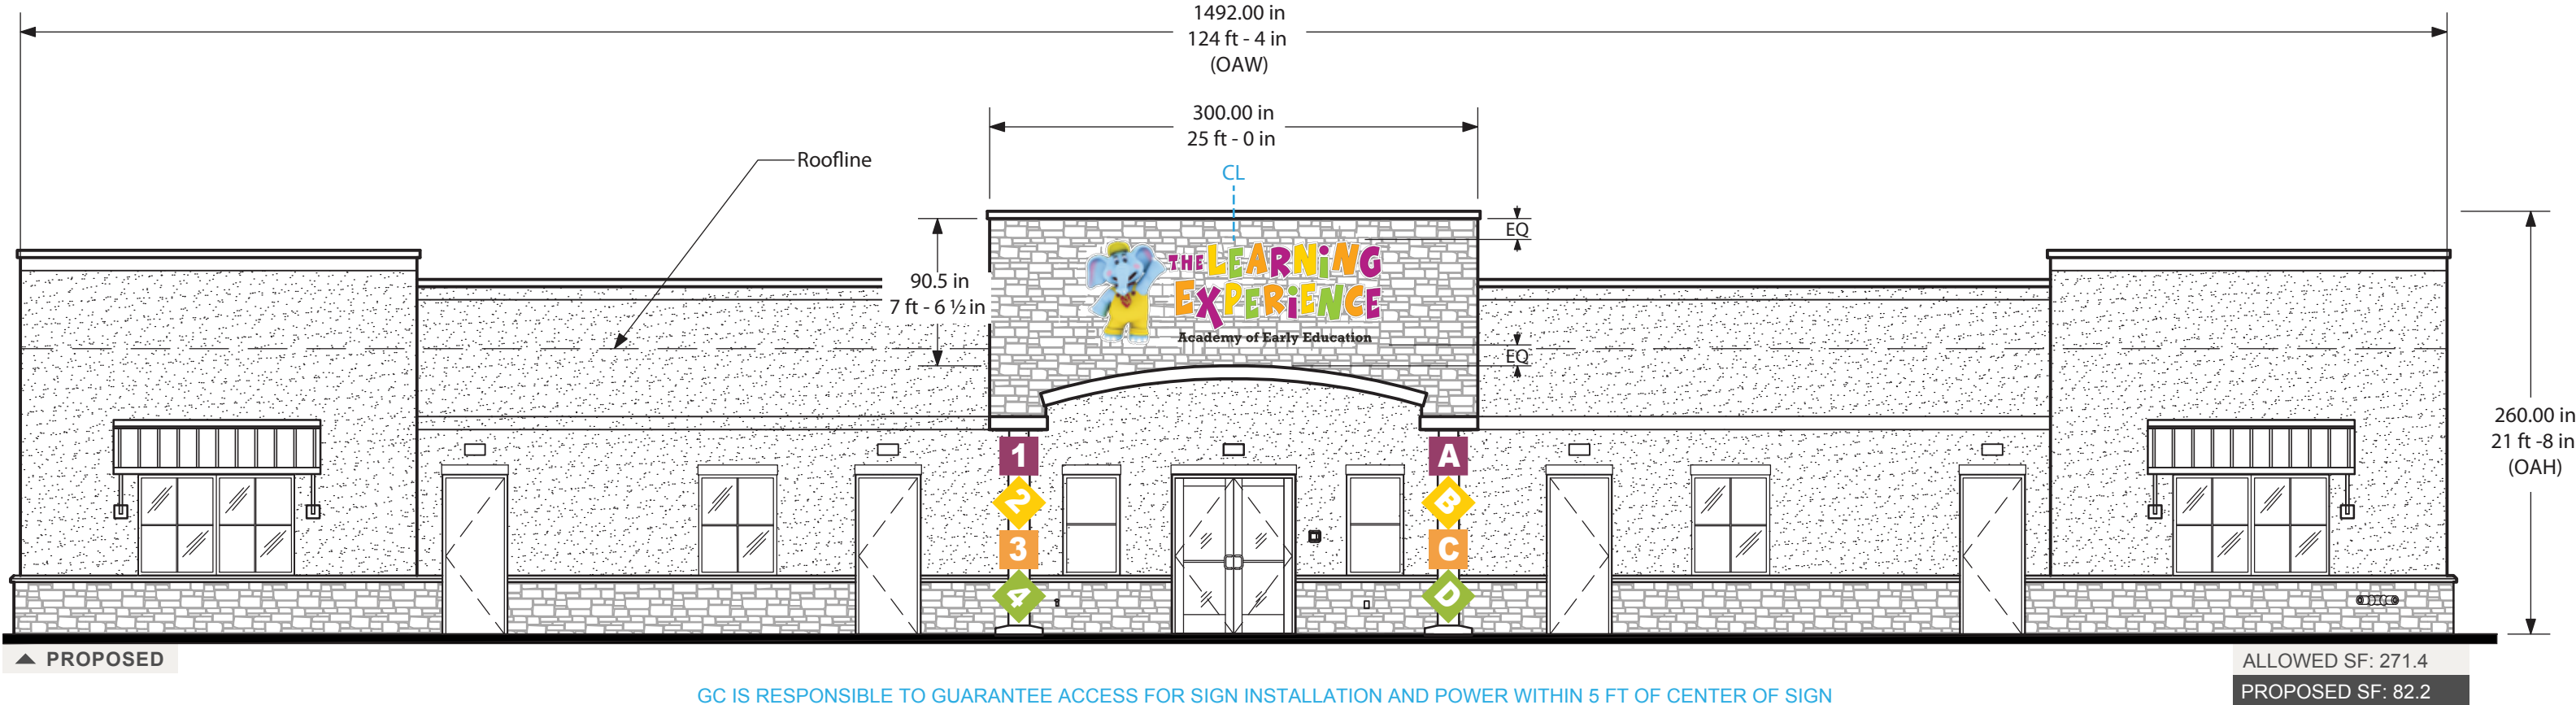 1492.00 in
124 ft - 4 in
(OAW)
300.00 in
25 ft - 0 in
CL
Roofline
EQ
90.5 in
7 ft - 6 ½ in
THE LEARNiNG
EXPERiENCE
Academy of Early Education
EQ
260.00 in
21 ft -8 in
(OAH)
1
2
3
4
A
B
C
D
PROPOSED
ALLOWED SF: 271.4
PROPOSED SF: 82.2
GC IS RESPONSIBLE TO GUARANTEE ACCESS FOR SIGN INSTALLATION AND POWER WITHIN 5 FT OF CENTER OF SIGN